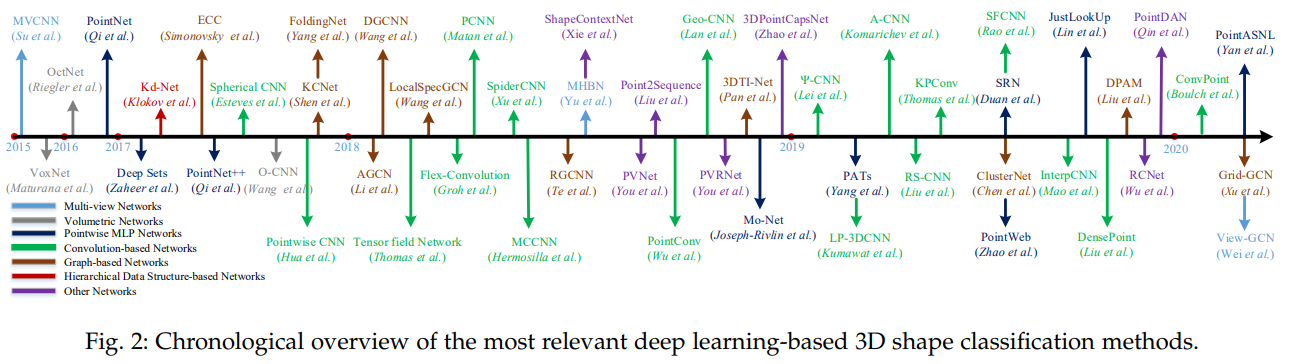 MVCNN
(Su et al.)
PointNet
(Qi et al.)
ECC
(Simonovsky et al.)
FoldingNet
(Yang et al.)
DGCNN
(Wang et al.)
PCNN
(Matan et al.)
ShapeContextNet
(Xie et al.)
Geo-CNN
(Lan et al.)
3DPointCapsNet
(Zhao et al.)
A-CNN
(Komarichev et al.)
SFCNN
(Rao et al.)
JustLookUp
(Lin et al.)
PointDAN
(Qin et al.)
PointASNL
(Yan et al.)
OctNet
(Riegler et al.)
Kd-Net
(Klokov et al.)
Spherical CNN
(Esteves et al.)
KCNet
(Shen et al.)
LocalSpecGCN
(Wang et al.)
SpiderCNN
(Xu et al.)
MHBN
(Yu et al.)
Point2Sequence
(Liu et al.)
3DTI-Net
(Pan et al.)
Ψ-CNN
(Lei et al.)
KPConv
(Thomas et al.)
SRN
(Duan et al.)
DPAM
(Liu et al.)
ConvPoint
(Boulch et al.)
2015 2016 2017 2018 2019 2020
VoxNet
(Maturana et al.)
Deep Sets
(Zaheer et al.)
PointNet++
(Qi et al.)
O-CNN
(Wang et al.)
AGCN
(Li et al.)
Flex-Convolution
(Groh et al.)
RGCNN
(Te et al.)
PVNet
(You et al.)
PVRNet
(You et al.)
PATs
(Yang et al.)
RS-CNN
(Liu et al.)
ClusterNet
(Chen et al.)
InterpCNN
(Mao et al.)
RCNet
(Wu et al.)
Grid-GCN
(Xu et al.)
Pointwise CNN
(Hua et al.)
Tensor field Network
(Thomas et al.)
MCCNN
(Hermosilla et al.)
PointConv
(Wu et al.)
Mo-Net
(Joseph-Rivlin et al.)
LP-3DCNN
(Kumawat et al.)
PointWeb
(Zhao et al.)
DensePoint
(Liu et al.)
View-GCN
(Wei et al.)
Multi-view Networks
Volumetric Networks
Pointwise MLP Networks
Convolution-based Networks
Graph-based Networks
Hierarchical Data Structure-based Networks
Other Networks
Fig. 2: Chronological overview of the most relevant deep learning-based 3D shape classification methods.